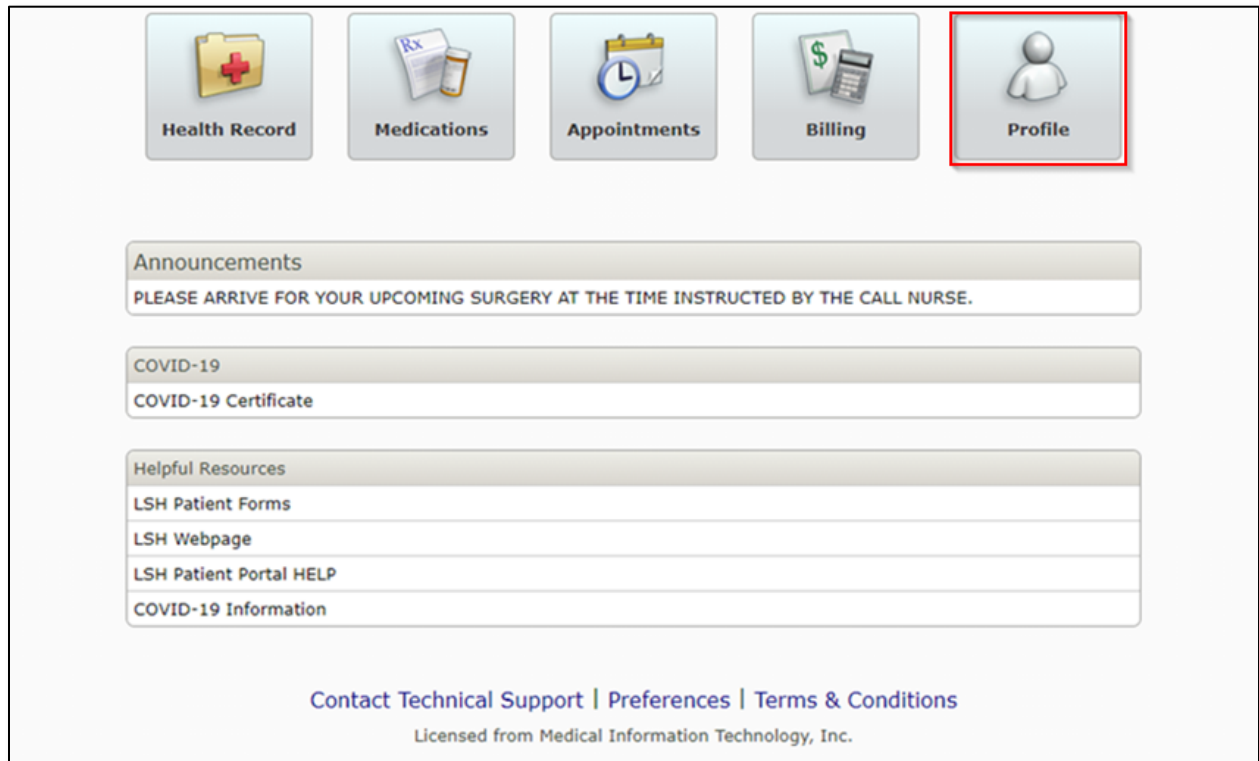 Rx
$
Health Record
Medications
Appointments
Billing
Profile
Announcements
PLEASE ARRIVE FOR YOUR UPCOMING SURGERY AT THE TIME INSTRUCTED BY THE CALL NURSE.
COVID-19
COVID-19 Certificate
Helpful Resources
LSH Patient Forms
LSH Webpage
LSH Patient Portal HELP
COVID-19 Information
Contact Technical Support | Preferences | Terms & Conditions
Licensed from Medical Information Technology, Inc.